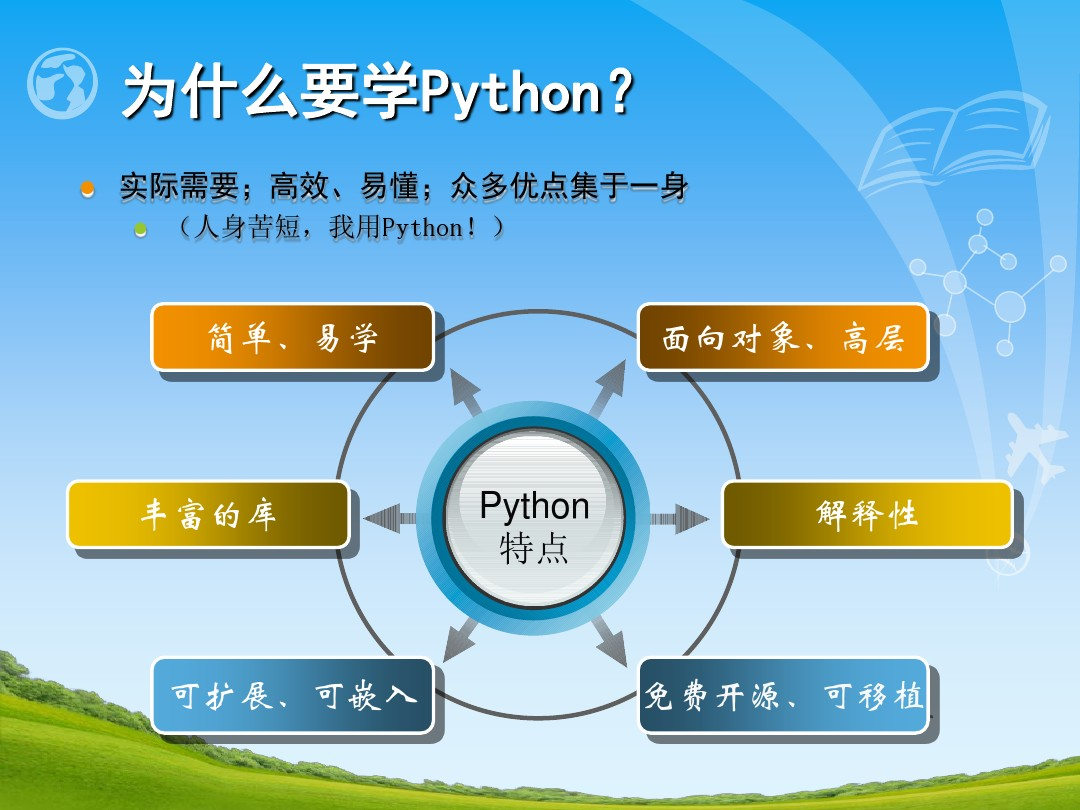 为什么要学Python？
实际需要；高效、易懂；众多优点集于一身
（人身苦短，我用Python！）
简单、易学
面向对象、高层
丰富的库
Python
特点
解释性
可扩展、可嵌入
免费开源、可移植